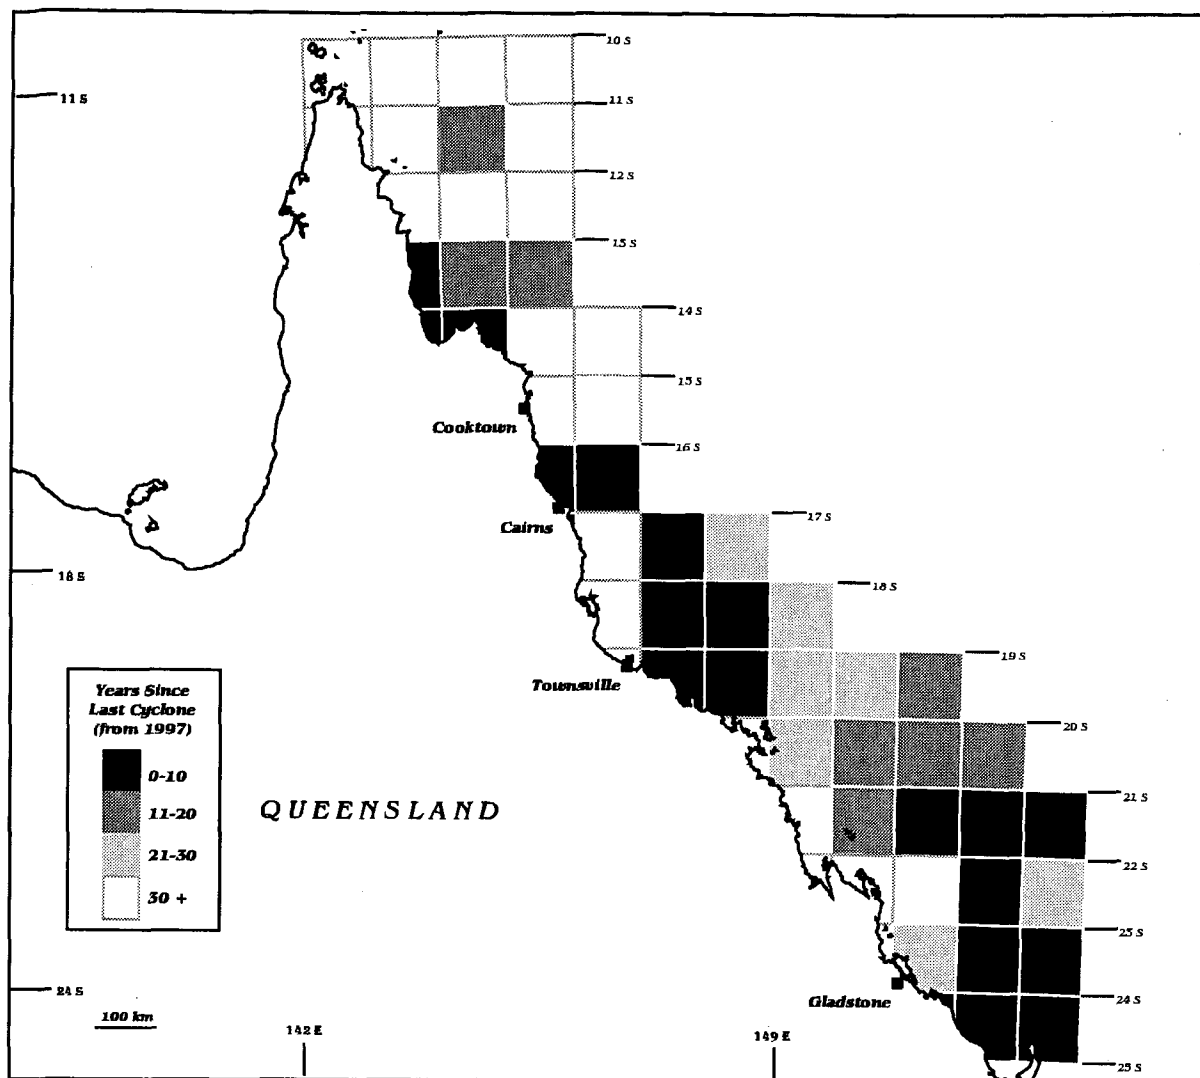 10 S
11 S
11 S
12 S
13 S
14 S
15 S
Cooktown
16 S
Cairns
17 S
18 S
18 S
19 S
Townsville
Years Since
Last Cyclone
(from 1997)
0-10
11-20
21-30
30 +
QUEENSLAND
20 S
21 S
22 S
23 S
24 S
Gladstone
24 S
100 km
142 E
149 E
25 S